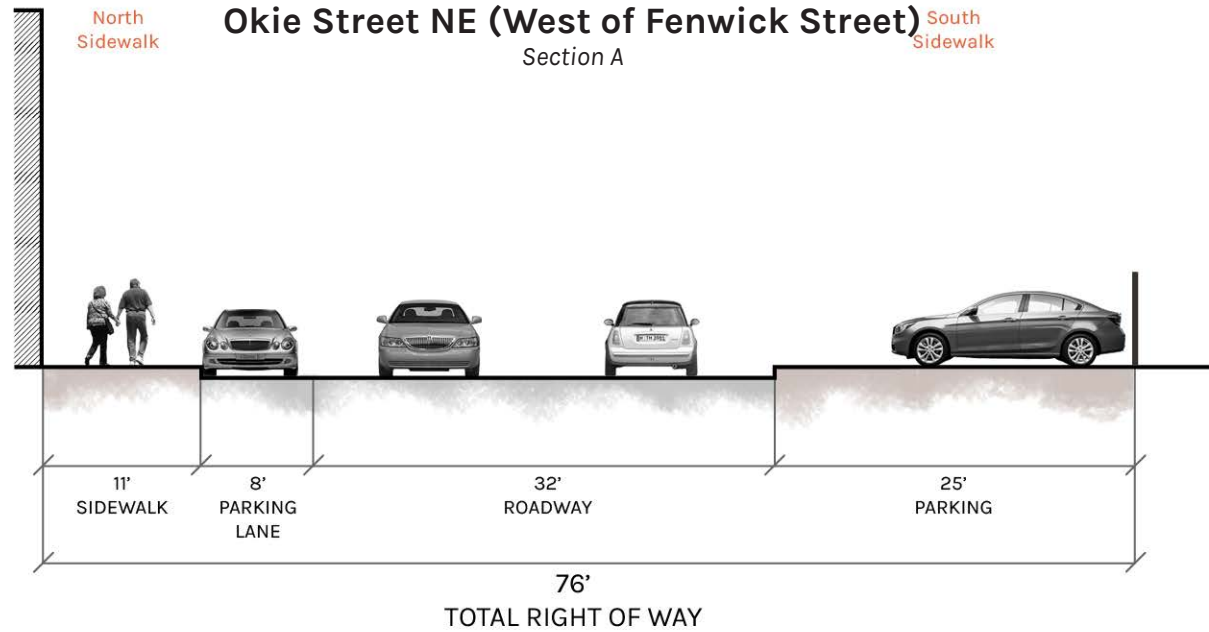 North
Sidewalk
Okie Street NE (West of Fenwick Street)
Section A
South
Sidewalk
11’
SIDEWALK
8’
PARKING
LANE
32’
ROADWAY
25’
PARKING
76’
TOTAL RIGHT OF WAY